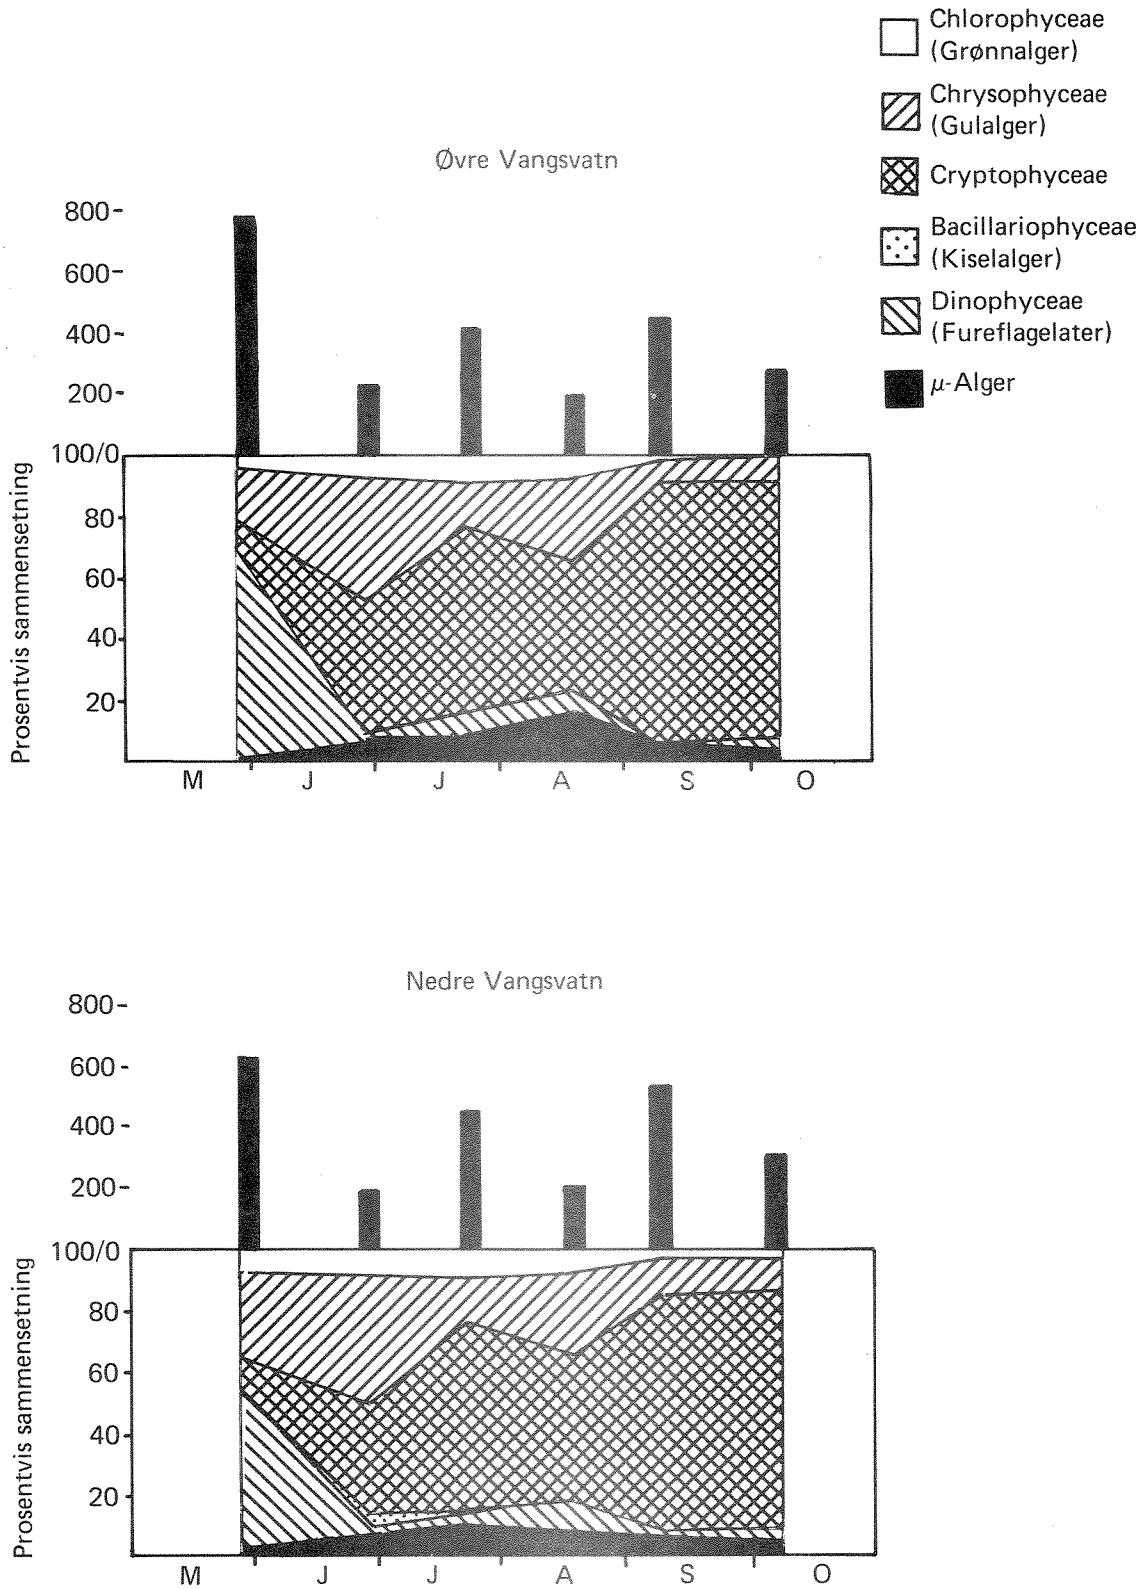 Chlorophyceae
(Grønnalger)
Chrysophyceae
(Gulalger)
Cryptophyceae
Bacillariophyceae
(Kiselalger)
Dinophyceae
(Fureflagelater)
μ-Alger
Øvre Vangsvatn
800-
600-
400-
200-
100/0
80
60
40
20
Prosentvis sammensetning
M J J A S O
Nedre Vangsvatn
800-
600-
400-
200-
100/0
80
60
40
20
Prosentvis sammensetning
M J J A S O